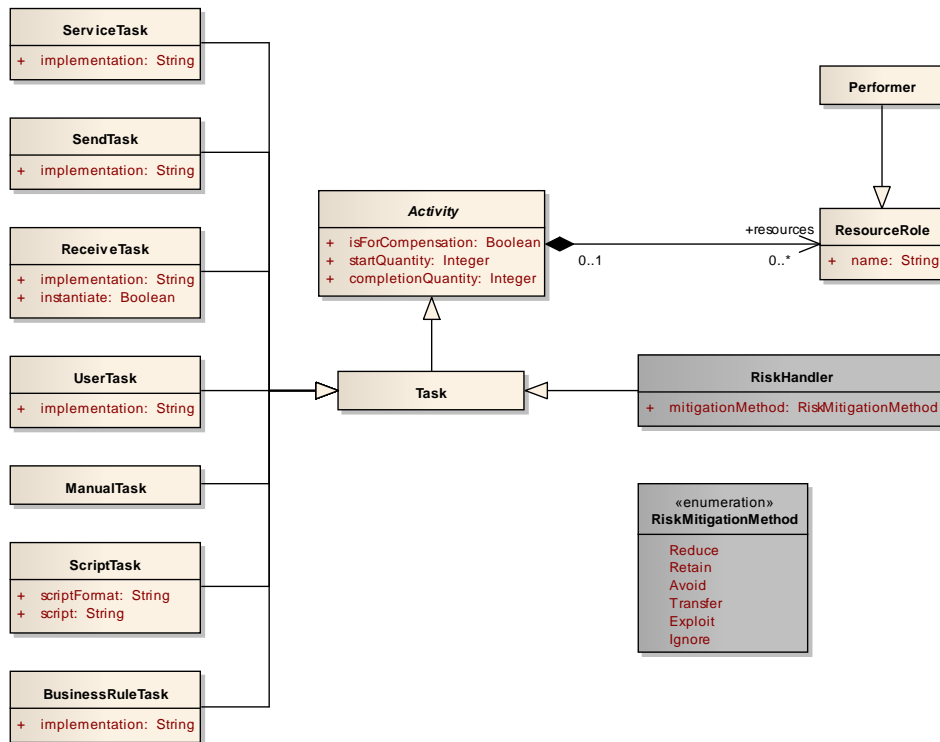 ServiceTask
+ implementation: String
SendTask
+ implementation: String
ReceiveTask
+ implementation: String
+ instantiate: Boolean
UserTask
+ implementation: String
ManualTask
ScriptTask
+ scriptFormat: String
+ script: String
BusinessRuleTask
+ implementation: String
Activity
+ isForCompensation: Boolean
+ startQuantity: Integer
+ completionQuantity: Integer
0..1
+resources
0..*
Task
Performer
ResourceRole
+ name: String
RiskHandler
+ mitigationMethod: RiskMitigationMethod
«enumeration»
RiskMitigationMethod
Reduce
Retain
Avoid
Transfer
Exploit
Ignore